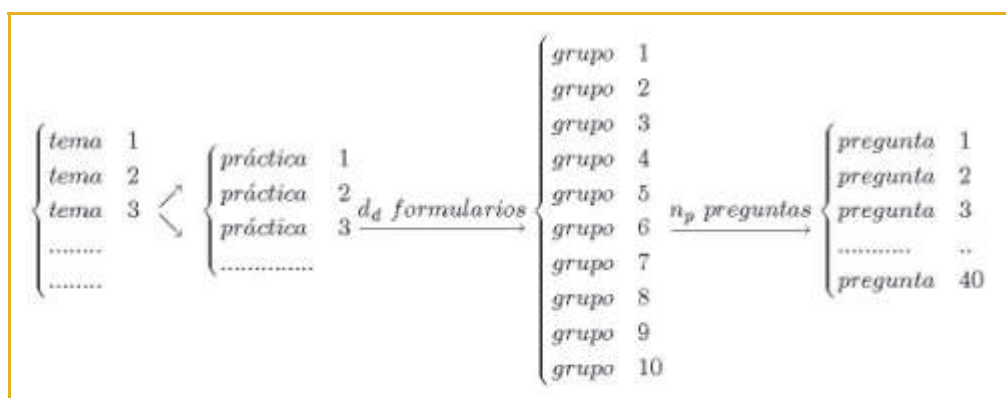 tema 1
tema 2
tema 3
........
........
práctica 1
práctica 2
práctica 3
..............
d_d formularios
grupo 1
grupo 2
grupo 3
grupo 4
grupo 5
grupo 6
grupo 7
grupo 8
grupo 9
grupo 10
n_p preguntas
pregunta 1
pregunta 2
pregunta 3
........... ..
pregunta 40